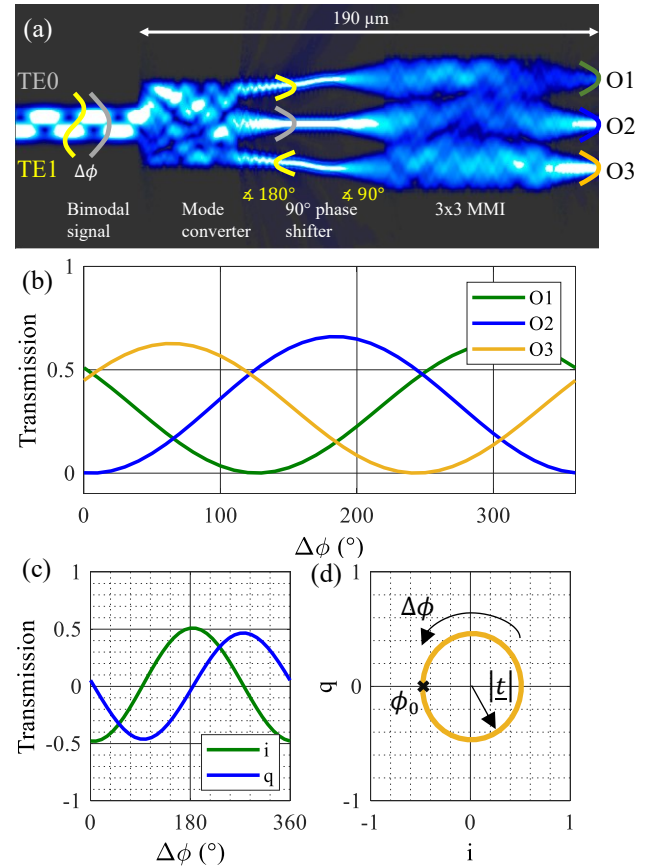 (a)
190 μm
TE0
TE1
Δϕ
O1
O2
O3
∡ 180°
∡ 90°
Bimodal signal
Mode converter
90° phase shifter
3x3 MMI
(b)
Transmission
1
0.5
0
O1
O2
O3
0
100
200
300
Δϕ (°)
(c)
Transmission
1
0.5
0
-0.5
-1
i
q
0
180
360
Δϕ (°)
(d)
q
1
0
-1
Δϕ
ϕ₀
|t|
-1
0
1
i